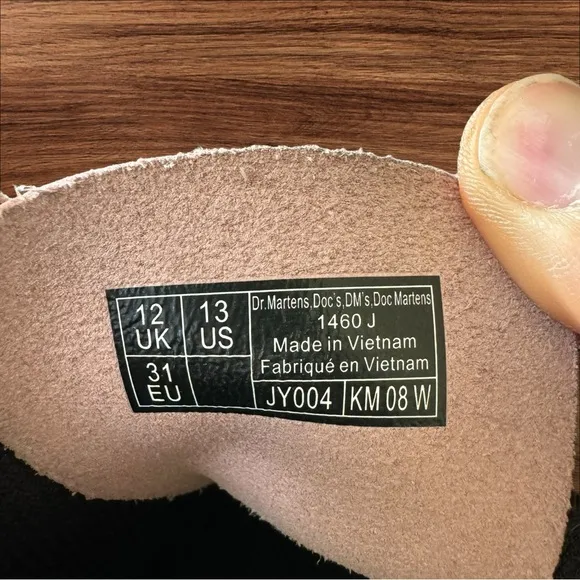 12 UK
13 US
31 EU
Dr.Martens,Doc's,DM's.Doc Martens
1460 J
Made in Vietnam
Fabriqué en Vietnam
JY004
KM 08 W